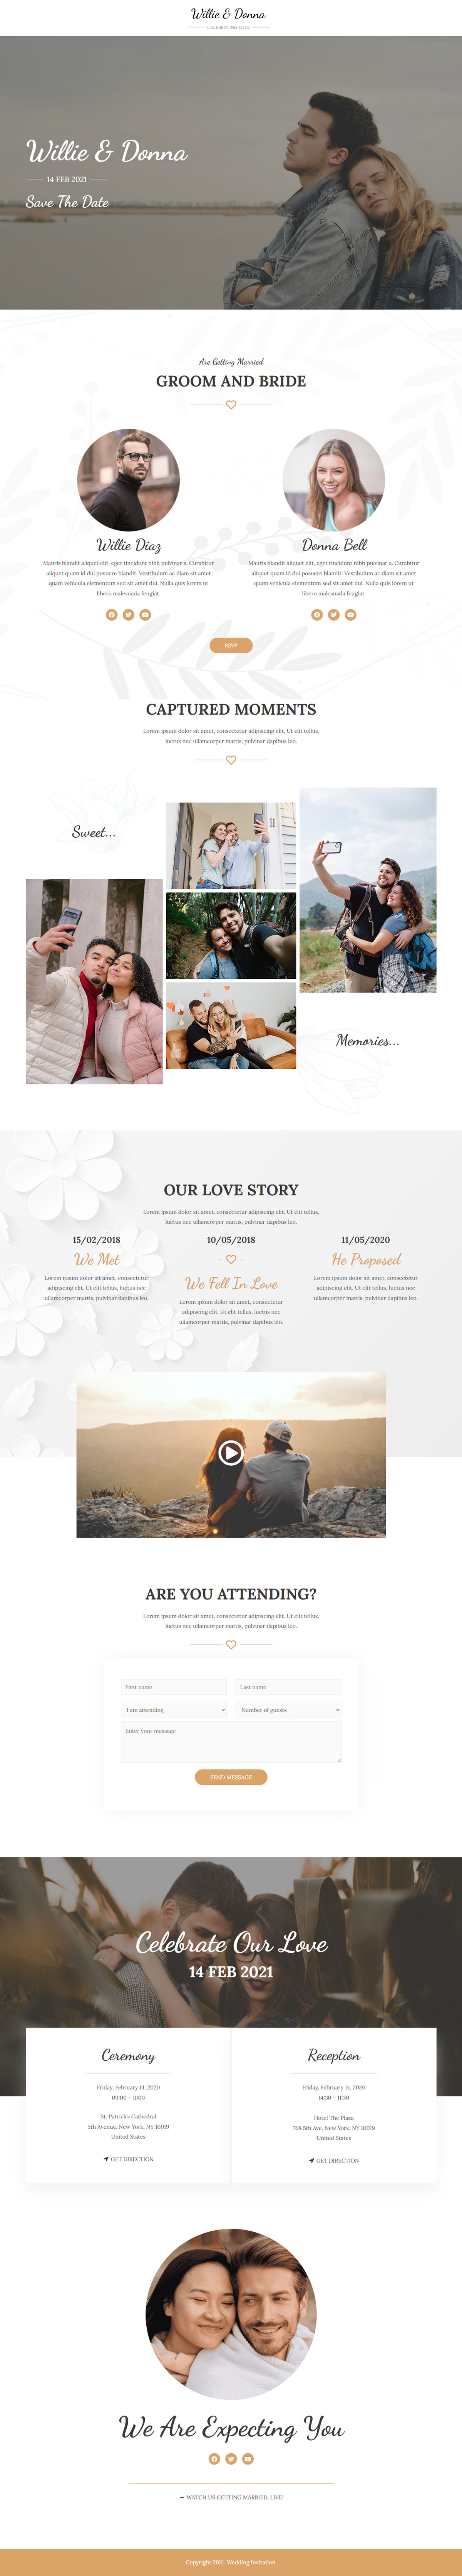 Willie & Donna
CELEBRATING LOVE
Willie & Donna
14 FEB 2021
Save The Date
Are Getting Married
GROOM AND BRIDE
Willie Diaz
Mauris blandit aliquet elit, eget tincidunt nibh pulvinar a. Curabitur
aliquet quam id dui posuere blandit. Vestibulum ac diam sit amet
quam vehicula elementum sed sit amet dui. Nulla quis lorem ut
libero malesuada feugiat.
Donna Bell
Mauris blandit aliquet elit, eget tincidunt nibh pulvinar a. Curabitur
aliquet quam id dui posuere blandit. Vestibulum ac diam sit amet
quam vehicula elementum sed sit amet dui. Nulla quis lorem ut
libero malesuada feugiat.
RSVP
CAPTURED MOMENTS
Lorem ipsum dolor sit amet, consectetur adipiscing elit. Ut elit tellus,
luctus nec ullamcorper mattis, pulvinar dapibus leo.
Sweet...
Memories...
OUR LOVE STORY
Lorem ipsum dolor sit amet, consectetur adipiscing elit. Ut elit tellus,
luctus nec ullamcorper mattis, pulvinar dapibus leo.
15/02/2018
We Met
Lorem ipsum dolor sit amet, consectetur
adipiscing elit. Ut elit tellus, luctus nec
ullamcorper mattis, pulvinar dapibus leo.
10/05/2018
We Fell In Love
Lorem ipsum dolor sit amet, consectetur
adipiscing elit. Ut elit tellus, luctus nec
ullamcorper mattis, pulvinar dapibus leo.
11/05/2020
He Proposed
Lorem ipsum dolor sit amet, consectetur
adipiscing elit. Ut elit tellus, luctus nec
ullamcorper mattis, pulvinar dapibus leo.
ARE YOU ATTENDING?
Lorem ipsum dolor sit amet, consectetur adipiscing elit. Ut elit tellus,
luctus nec ullamcorper mattis, pulvinar dapibus leo.
First name
Last name
I am attending
Number of guests
Enter your message
SEND MESSAGE
Celebrate Our Love
14 FEB 2021
Ceremony
Friday, February 14, 2020
09:00 – 11:00
St. Patrick's Cathedral
5th Avenue, New York, NY 10019
United States
GET DIRECTION
Reception
Friday, February 14, 2020
14:30 – 11:30
Hotel The Plaza
768 5th Ave, New York, NY 10019
United States
GET DIRECTION
We Are Expecting You
WATCH US GETTING MARRIED, LIVE!
Copyright 2021. Wedding Invitation.